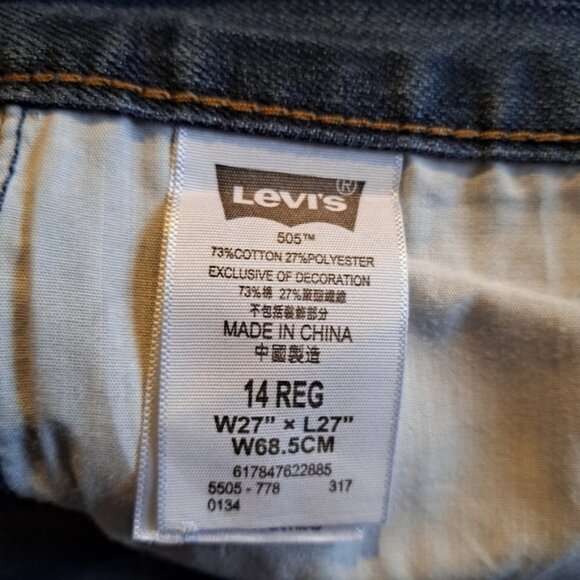 Levi's®
505™
73%COTTON 27%POLYESTER
EXCLUSIVE OF DECORATION
73%棉 27%聚酯纖維
不包括裝飾部分
MADE IN CHINA
中國製造
14 REG
W27" × L27"
W68.5CM
617847622885
5505 - 778 317
0134